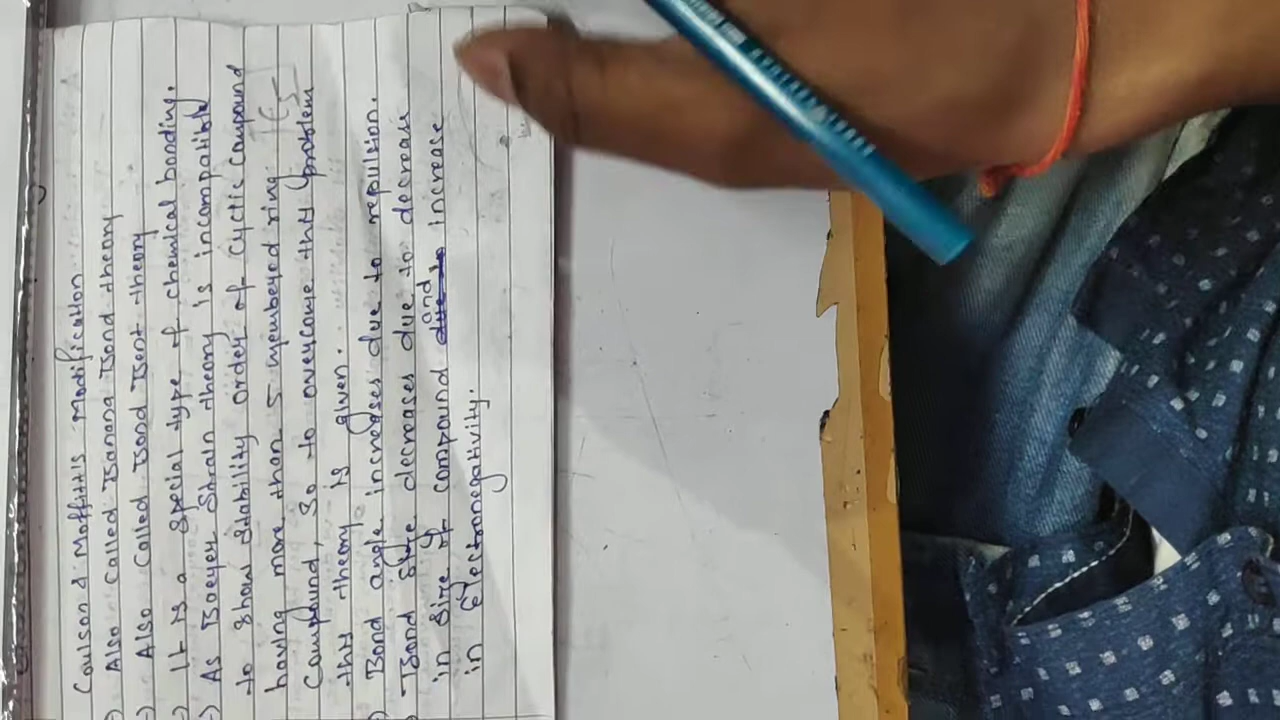 Coulson & Moffitt's Modification
Also Called Banana Bond theory
Also Called Bond Bent theory
It is a special type of chemical bonding.
As Baeyer Strain theory is incompatible
to show stability order of Cyclic Compound
having more than 5 membered ring
Compound, So to overcome this problem
this theory is given.
Bond angle increases due to repulsion.
Bond Size decreases due to decrease
in size of compound and increase
in Electronegativity.